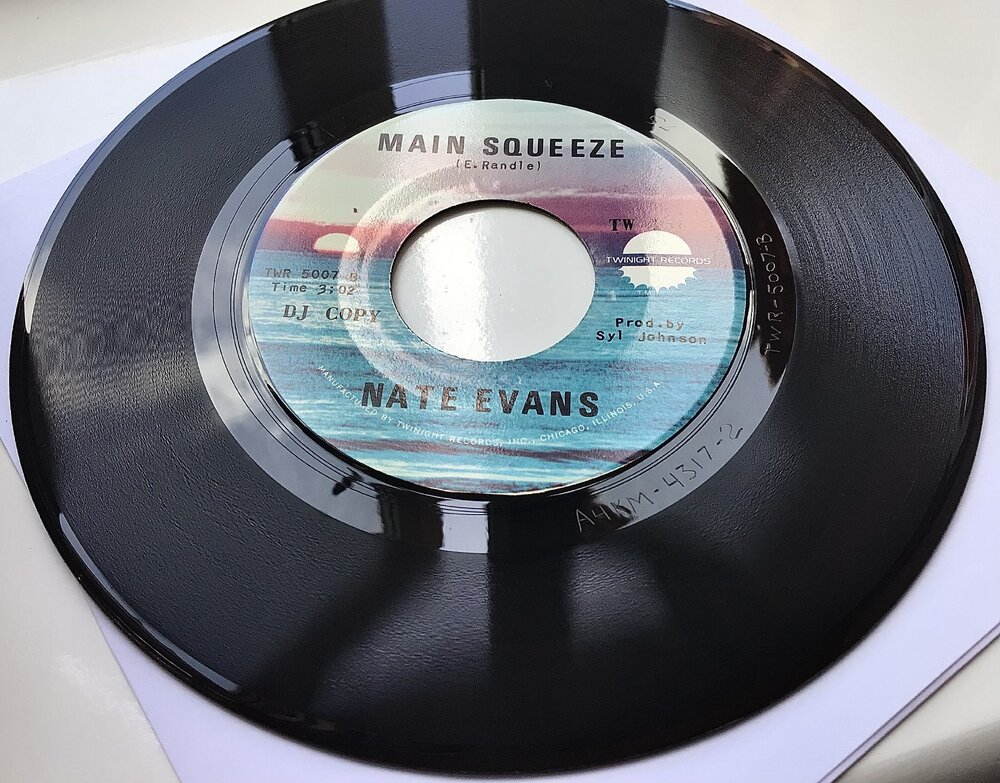 MAIN SQUEEZE
(E. Randle)
TW
TWINIGHT RECORDS
T.M.
TWR 5007 B
Time 3:02
DJ COPY
Prod.by
Syl Johnson
NATE EVANS
MANUFACTURED BY TWINIGHT RECORDS, INC., CHICAGO, ILLINOIS, U.S.A.
TWR-5007-B
A4KM-4317-2